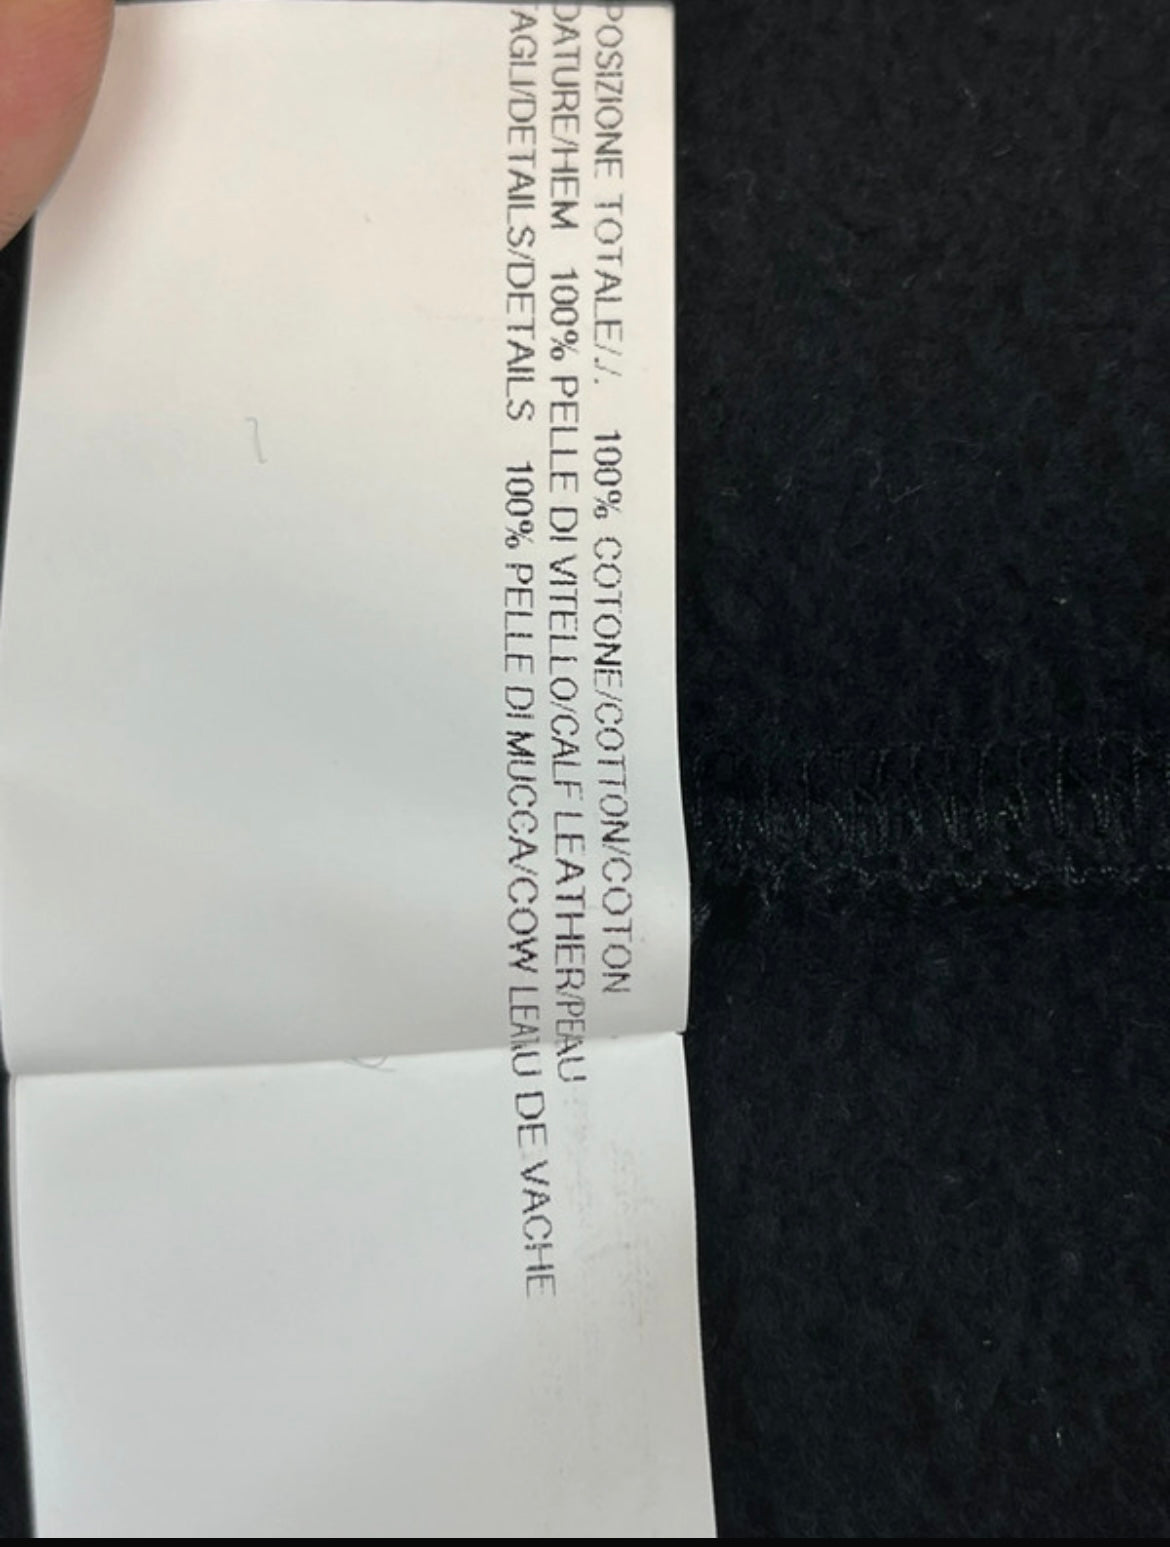 POSIZIONE TOTALE/./. 100% COTONE/COTTON/COTON
DATURE/HEM 100% PELLE DI VITELLO/CALF LEATHER/PEAU
TAGLI/DETAILS/DETAILS 100% PELLE DI MUCCA/COW LEAU DE VACHE